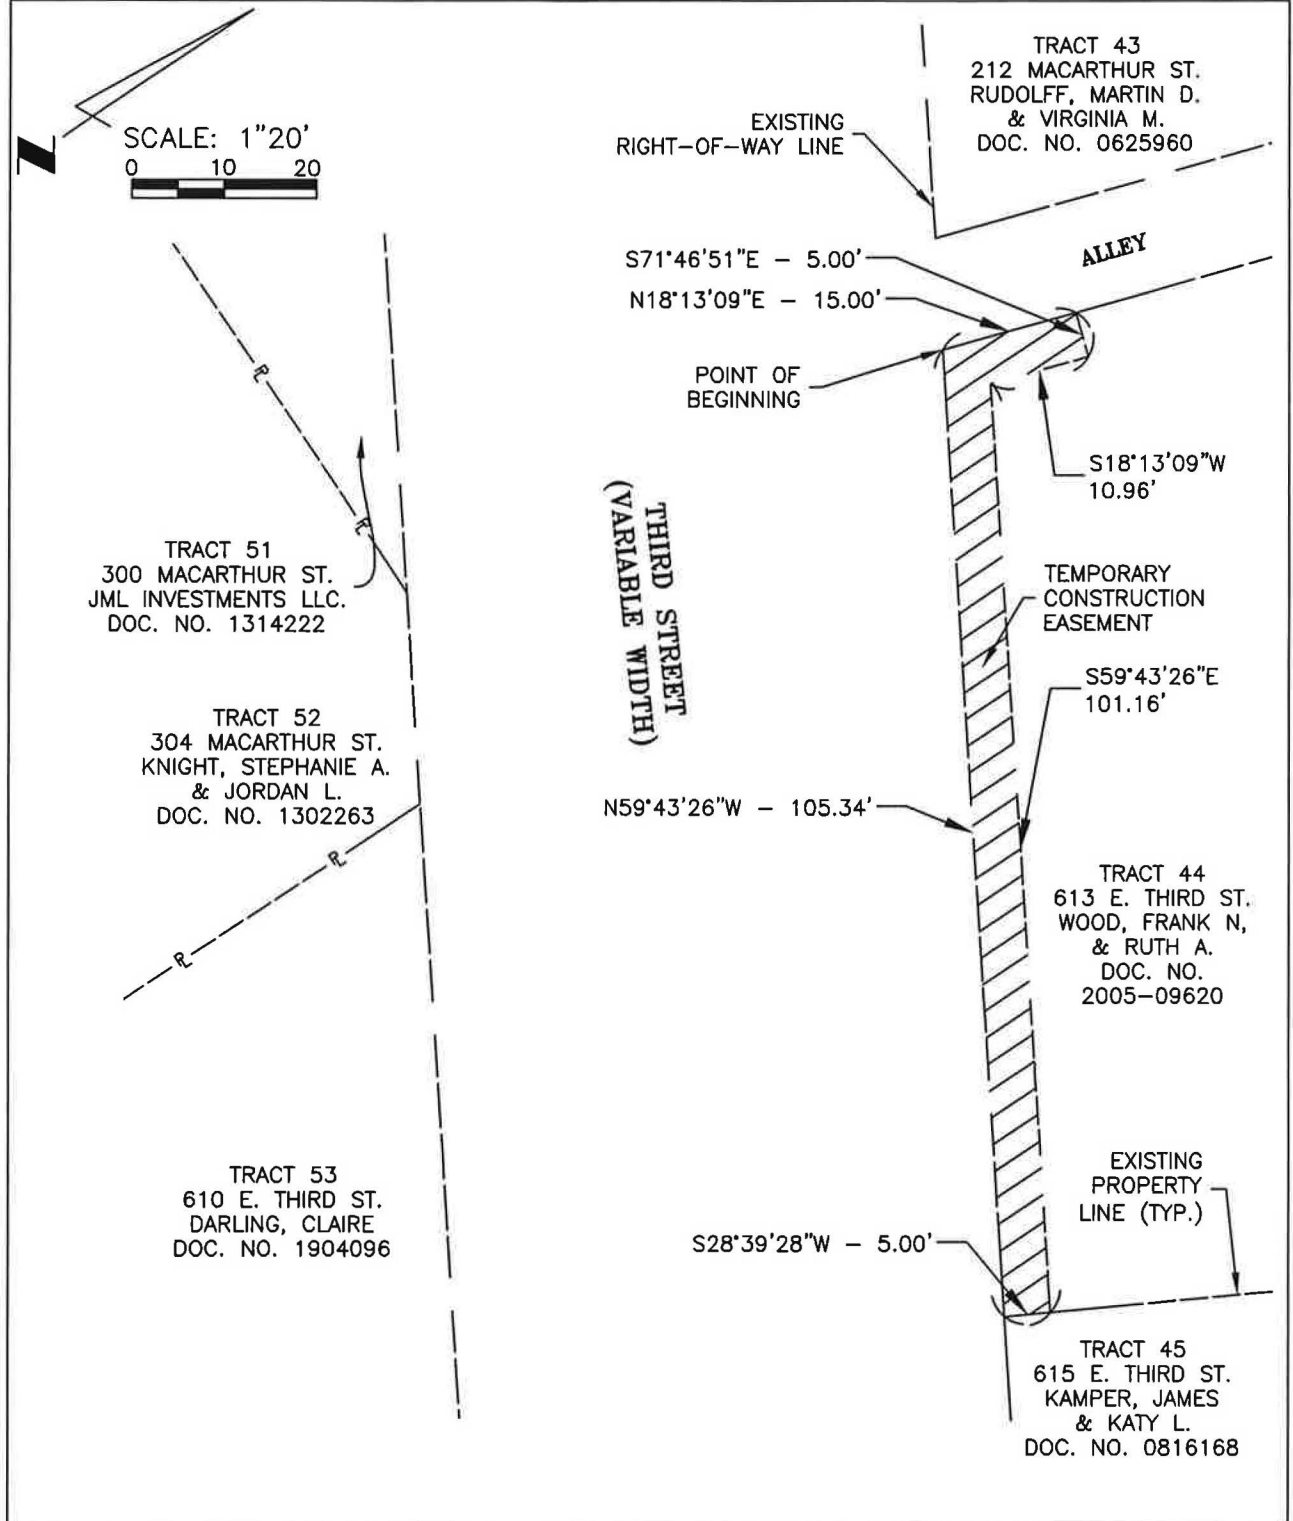 TRACT 43
212 MACARTHUR ST.
RUDOLFF, MARTIN D.
& VIRGINIA M.
DOC. NO. 0625960
EXISTING
RIGHT-OF-WAY LINE
N
SCALE: 1"20'
0 10 20
ALLEY
S71°46'51"E - 5.00'
N18°13'09"E - 15.00'
POINT OF
BEGINNING
S18°13'09"W
10.96'
THIRD STREET
(VARIABLE WIDTH)
PL
PL
TRACT 51
300 MACARTHUR ST.
JML INVESTMENTS LLC.
DOC. NO. 1314222
TEMPORARY
CONSTRUCTION
EASEMENT
S59°43'26"E
101.16'
TRACT 52
304 MACARTHUR ST.
KNIGHT, STEPHANIE A.
& JORDAN L.
DOC. NO. 1302263
N59°43'26"W - 105.34'
PL
PL
TRACT 44
613 E. THIRD ST.
WOOD, FRANK N,
& RUTH A.
DOC. NO.
2005-09620
TRACT 53
610 E. THIRD ST.
DARLING, CLAIRE
DOC. NO. 1904096
EXISTING
PROPERTY
LINE (TYP.)
S28°39'28"W - 5.00'
TRACT 45
615 E. THIRD ST.
KAMPER, JAMES
& KATY L.
DOC. NO. 0816168